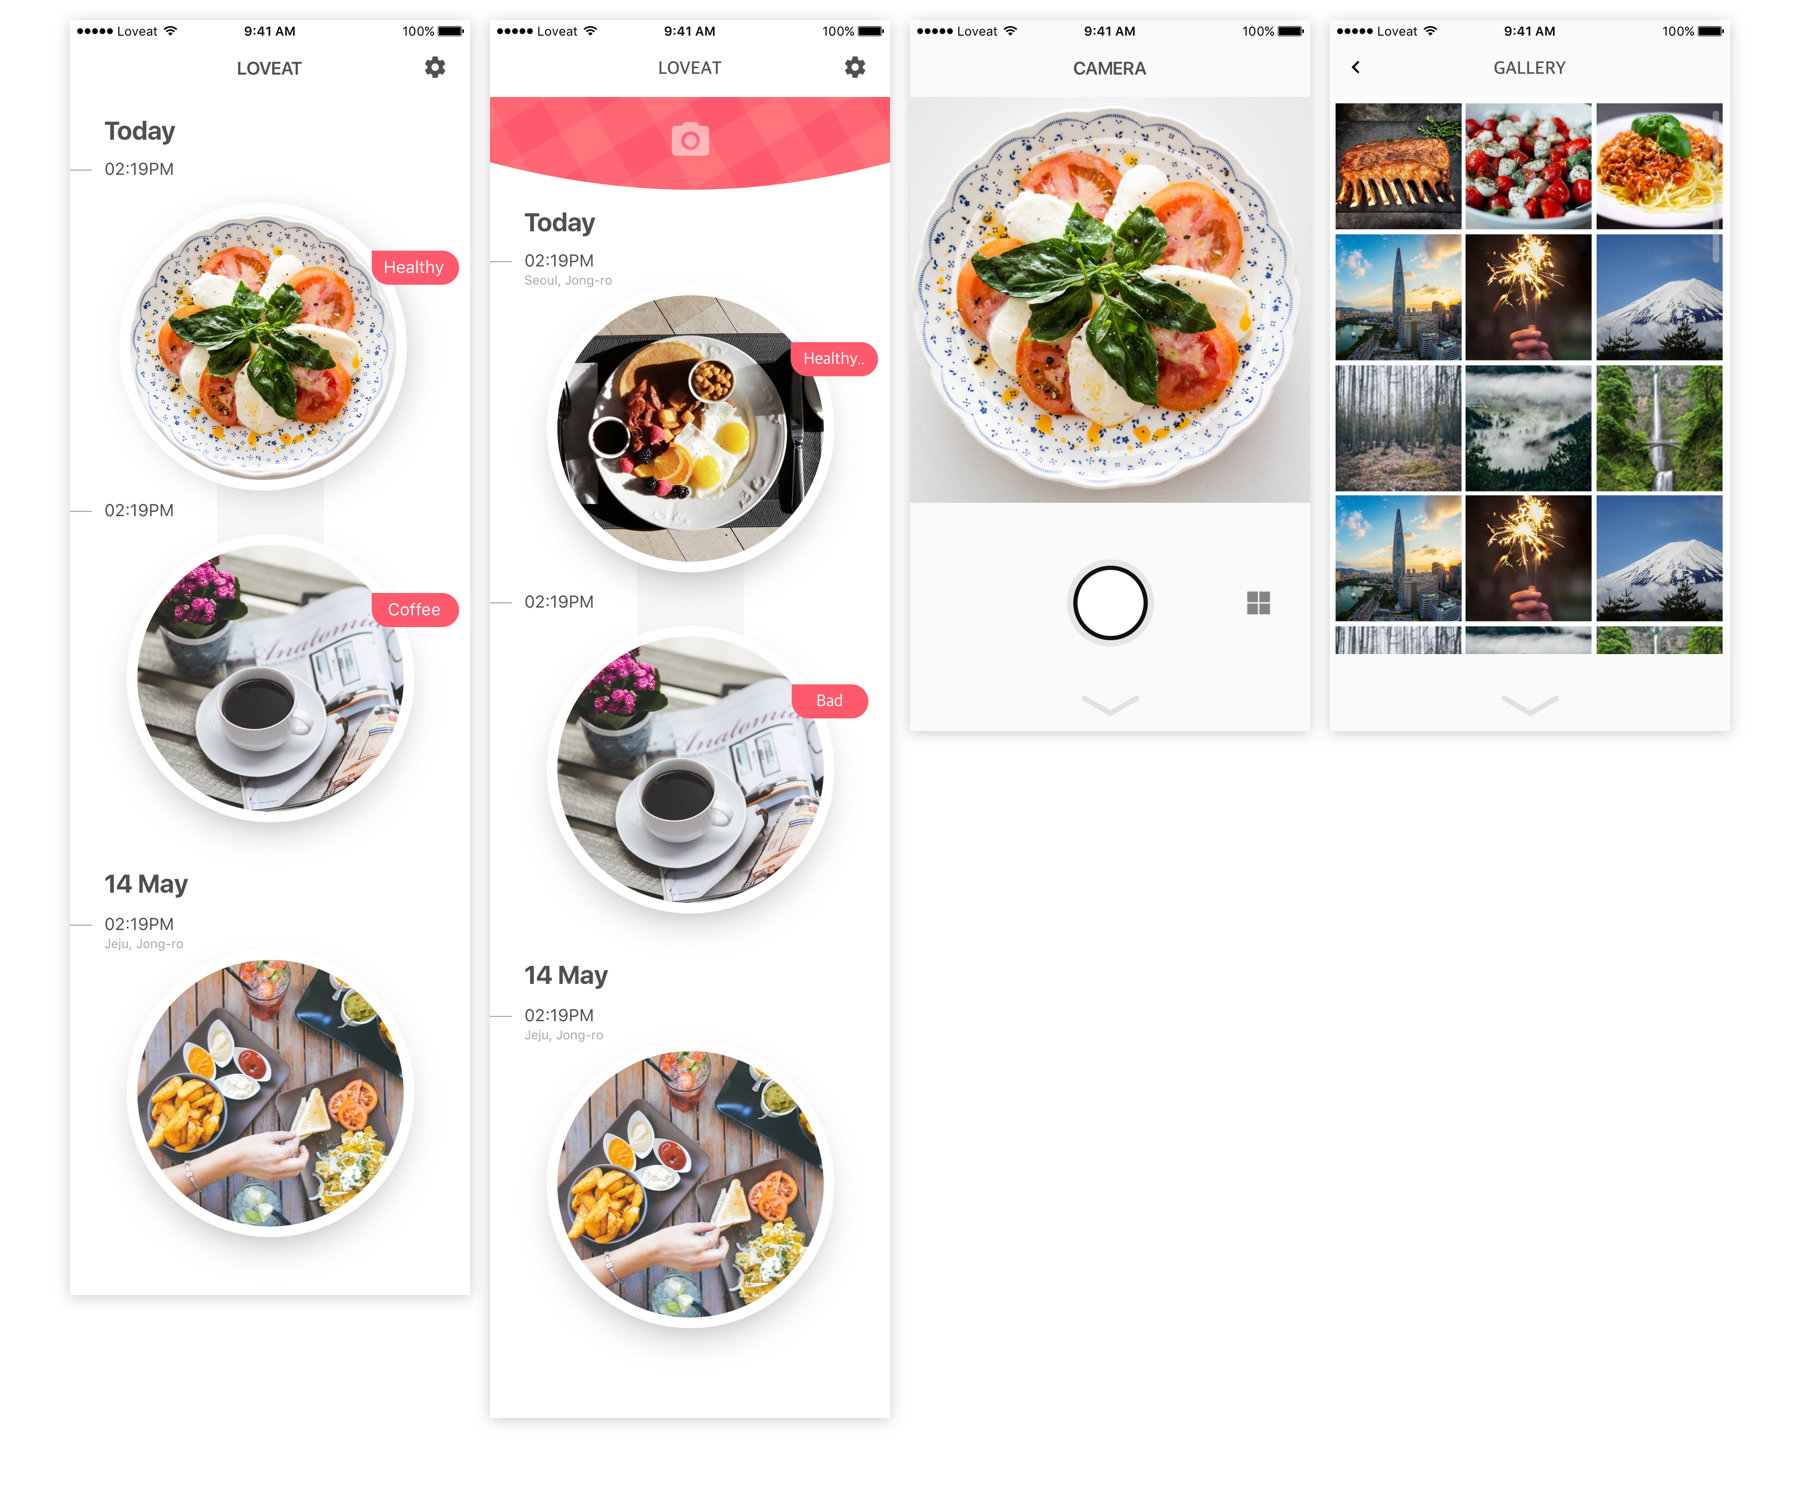 Loveat 9:41 AM 100%
LOVEAT
Today
02:19PM
Healthy
02:19PM
Coffee
Anatomia
14 May
02:19PM
Jeju, Jong-ro
Loveat 9:41 AM 100%
LOVEAT
Today
02:19PM
Seoul, Jong-ro
Healthy..
02:19PM
Bad
Anatomia
14 May
02:19PM
Jeju, Jong-ro
Loveat 9:41 AM 100%
CAMERA
Loveat 9:41 AM 100%
GALLERY